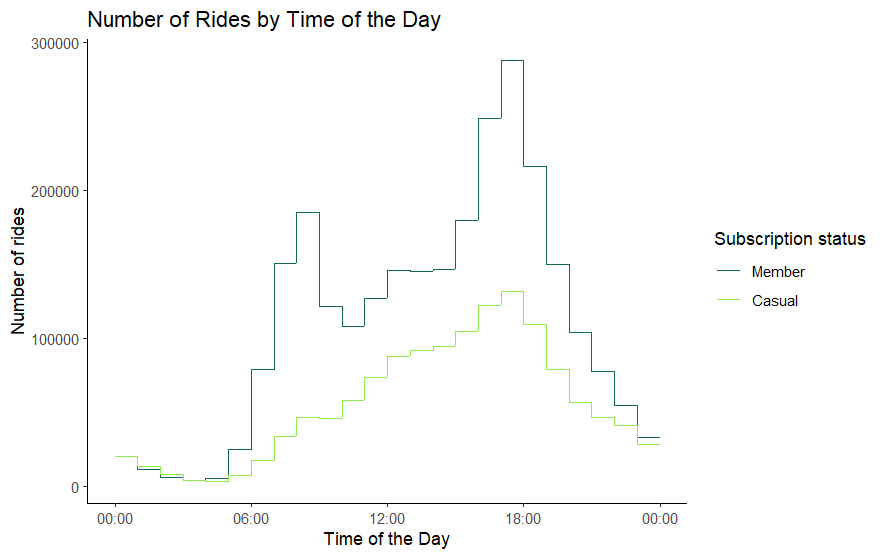 Number of Rides by Time of the Day
300000
200000
100000
0
Number of rides
00:00
06:00
12:00
18:00
00:00
Time of the Day
Subscription status
Member
Casual